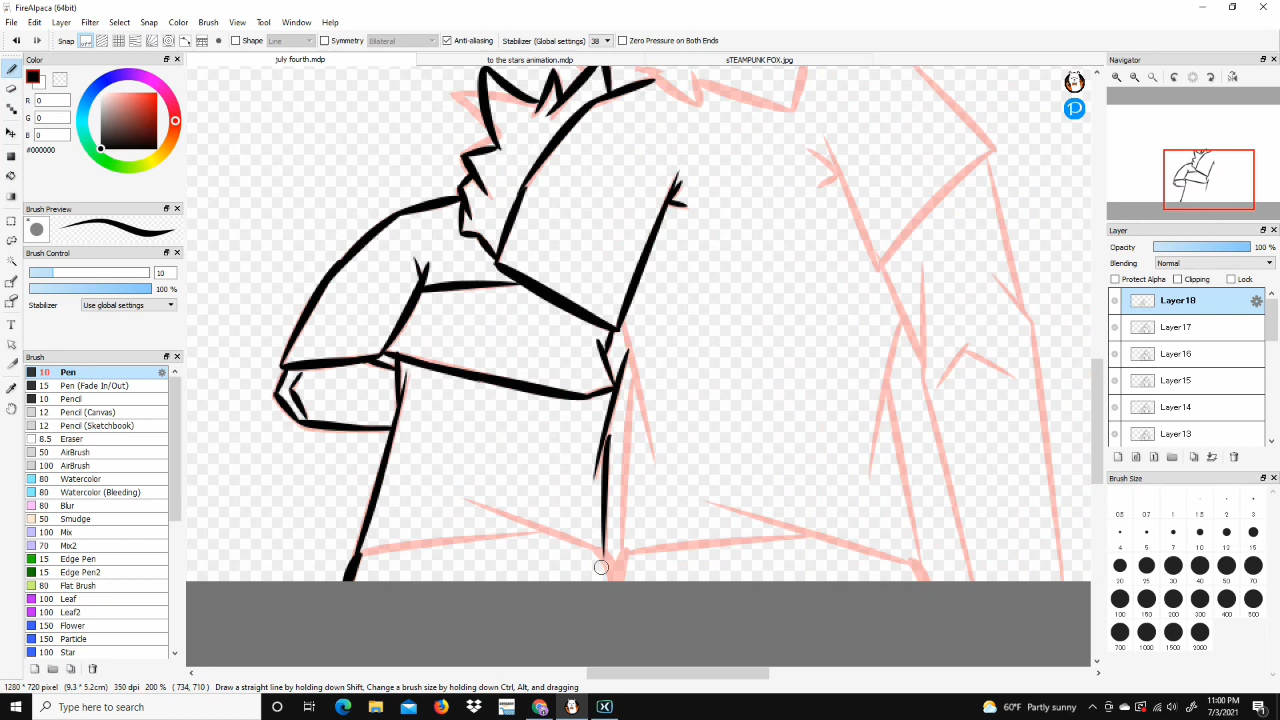 FireAlpaca (64bit)
File Edit Layer Filter Select Snap Color Brush View Tool Window Help
Snap Shape Line Symmetry Bilateral Anti-aliasing Stabilizer (Global settings) 38 Zero Pressure on Both Ends
july fourth.mdp to the stars animation.mdp sTEAMPUNK FOX.jpg
Color
R 0
G 0
B 0
#000000
Brush Preview
Brush Control
10
100 %
Stabilizer Use global settings
Brush
10 Pen
15 Pen (Fade In/Out)
10 Pencil
12 Pencil (Canvas)
12 Pencil (Sketchbook)
8.5 Eraser
50 AirBrush
100 AirBrush
80 Watercolor
80 Watercolor (Bleeding)
80 Blur
50 Smudge
100 Mix
70 Mix2
15 Edge Pen
15 Edge Pen2
80 Flat Brush
100 Leaf
100 Leaf2
150 Flower
150 Particle
100 Star
Navigator
Layer
Opacity 100 %
Blending Normal
Protect Alpha Clipping Lock
Layer18
Layer17
Layer16
Layer15
Layer14
Layer13
Brush Size
0.5 0.7 1 1.5 2 3
4 5 7 10 12 15
20 25 30 40 50 70
100 150 200 300 400 500
700 1000 1500 2000
1280 * 720 pixel (9.3 * 5.2cm) 350 dpi 200 % ( 734, 710 ) Draw a straight line by holding down Shift, Change a brush size by holding down Ctrl, Alt, and dragging
Type here to search
60°F Partly sunny
11:00 PM
7/3/2021